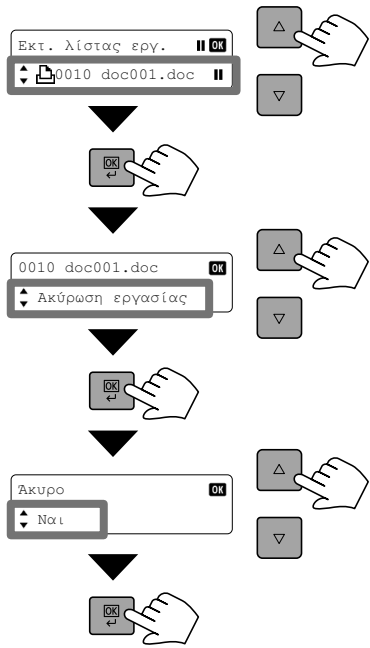 Εκτ. λίστας εργ. OK
0010 doc001.doc
OK
0010 doc001.doc OK
Ακύρωση εργασίας
OK
Άκυρο OK
Ναι
OK